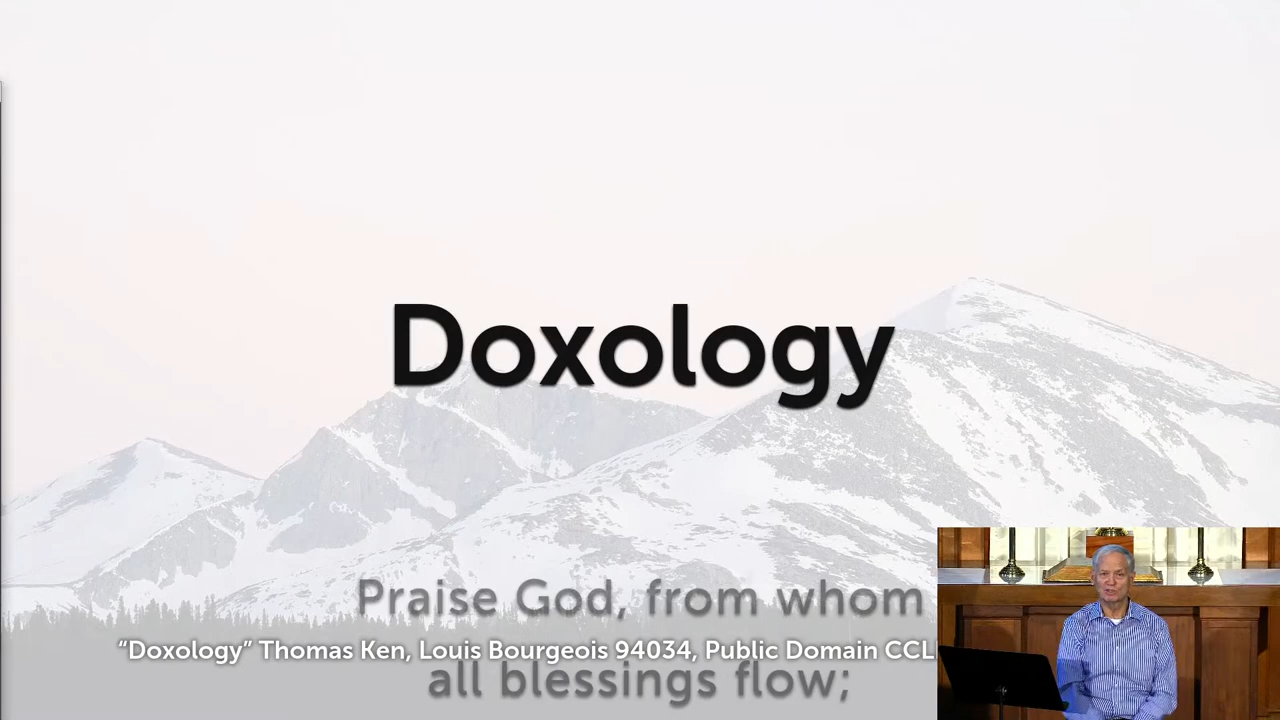 Doxology
Praise God, from whom
“Doxology” Thomas Ken, Louis Bourgeois 94034, Public Domain CCL
all blessings flow;